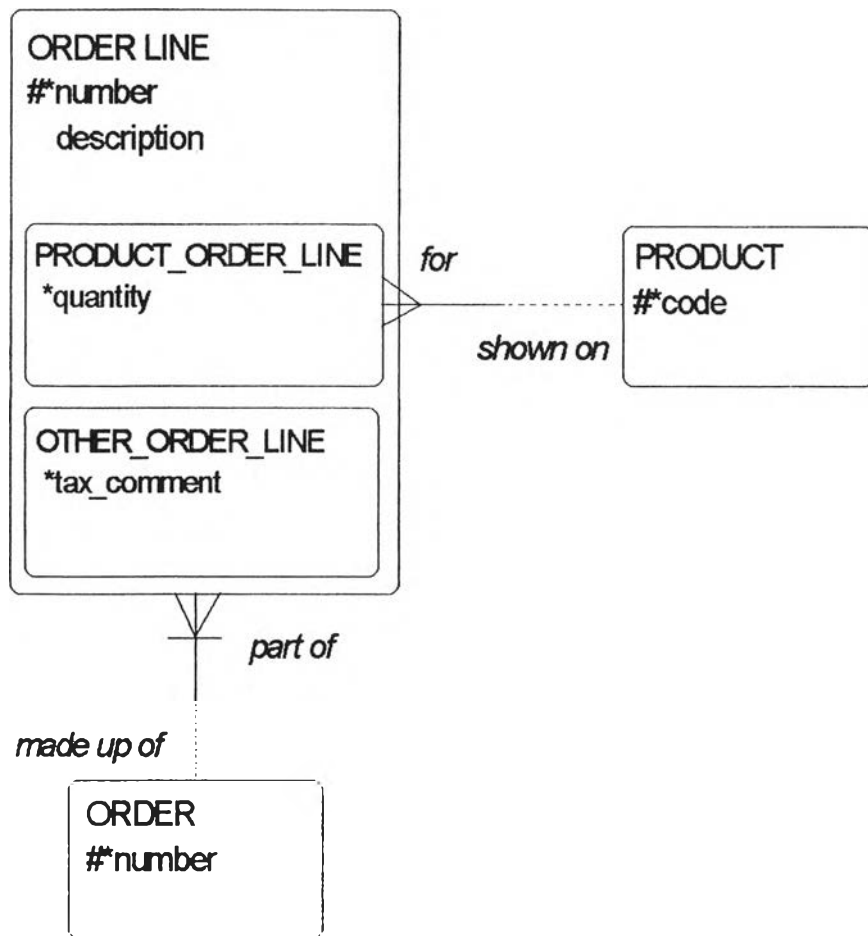 ORDER LINE
#*number
description
PRODUCT_ORDER_LINE
*quantity
for
shown on
PRODUCT
#*code
OTHER_ORDER_LINE
*tax_comment
part of
made up of
ORDER
#*number